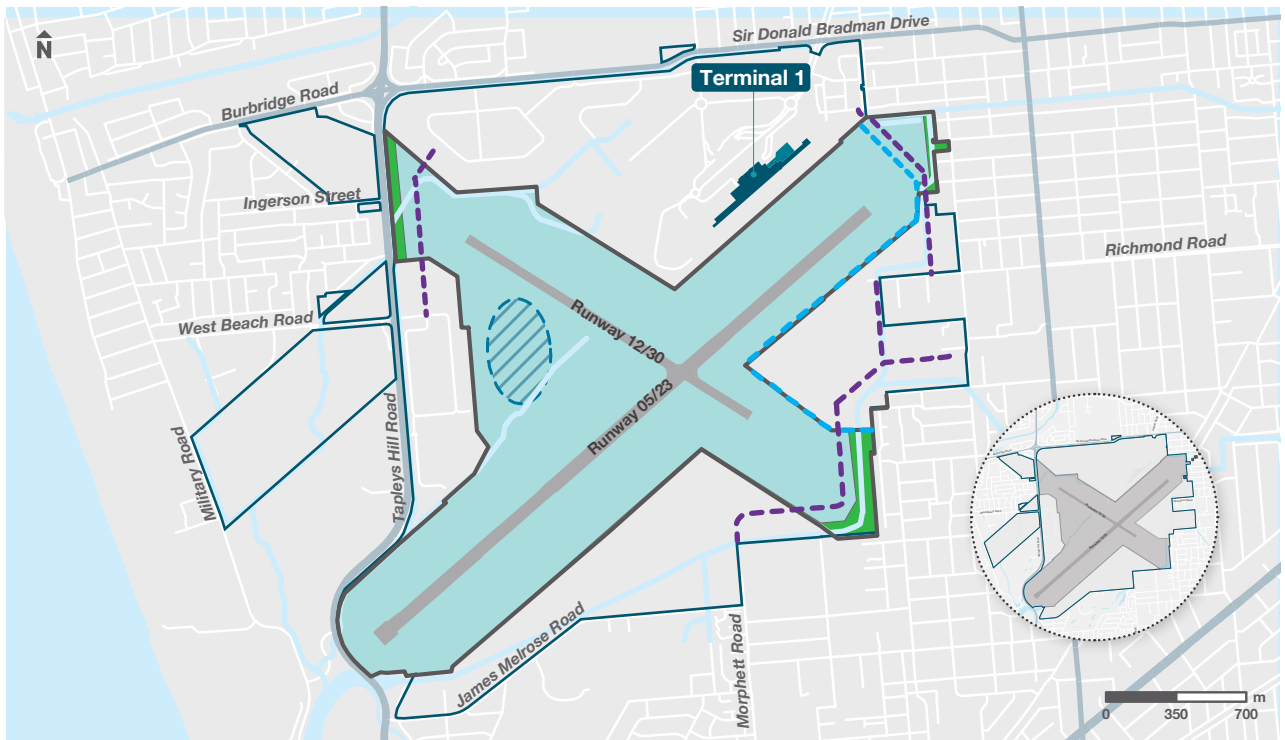 Sir Donald Bradman Drive
N
Terminal 1
Burbridge Road
Ingerson Street
Richmond Road
Runway 12/30
West Beach Road
Runway 05/23
Tapleys Hill Road
Military Road
James Melrose Road
Morphett Road
m
0 350 700